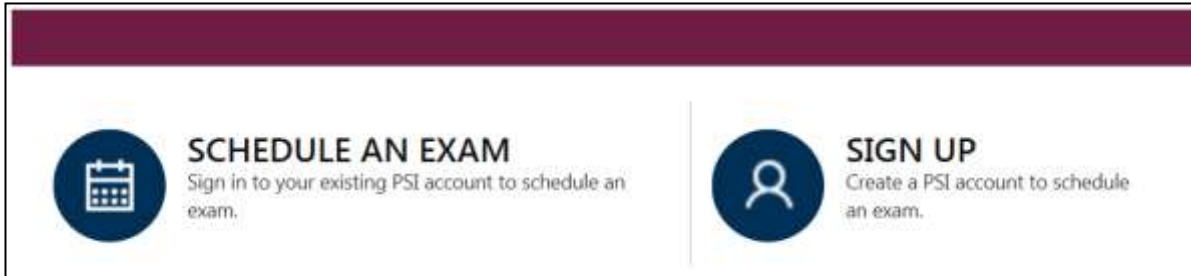 SCHEDULE AN EXAM
Sign in to your existing PSI account to schedule an
exam.
SIGN UP
Create a PSI account to schedule
an exam.